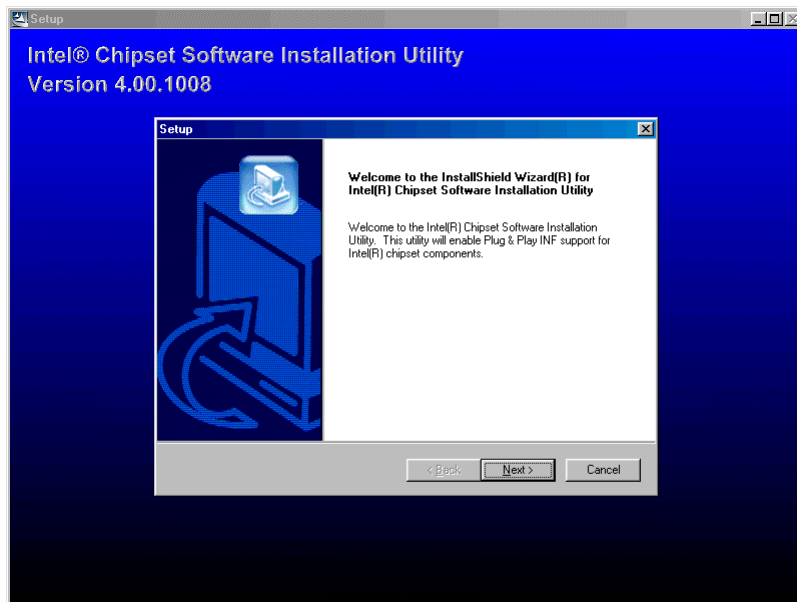 Setup
Intel® Chipset Software Installation Utility
Version 4.00.1008
Setup
Welcome to the InstallShield Wizard(R) for
Intel(R) Chipset Software Installation Utility
Welcome to the Intel(R) Chipset Software Installation
Utility. This utility will enable Plug & Play INF support for
Intel(R) chipset components.
< Back Next > Cancel